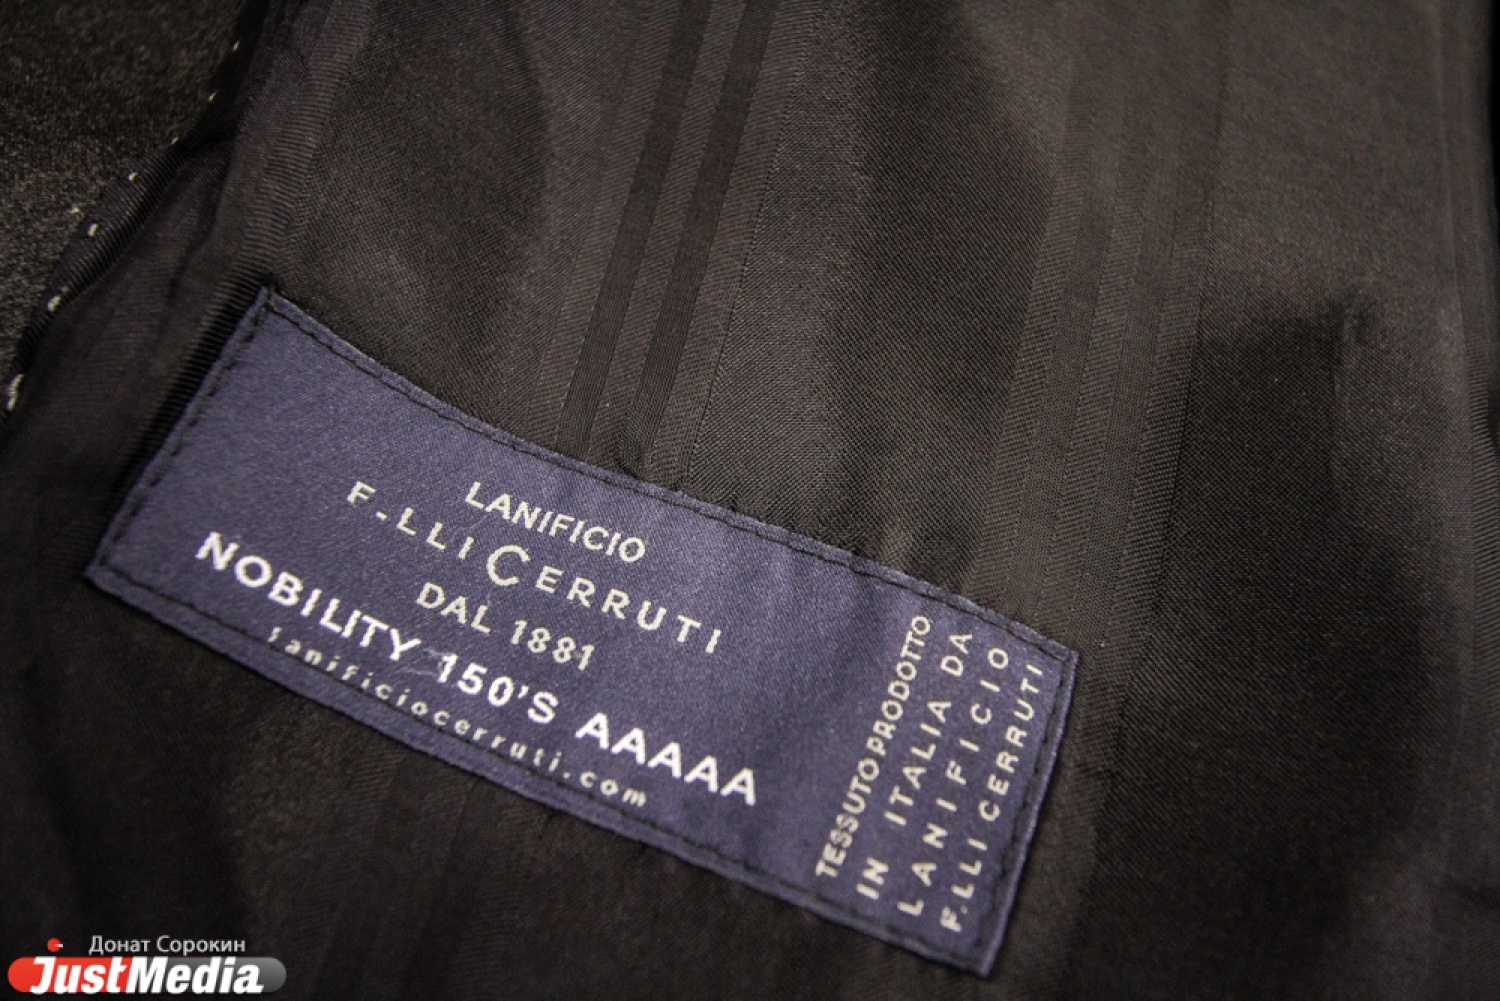 LANIFICIO
F.LLI CERRUTI
DAL 1881
NOBILITY 150'S AAAAA
lanificiocerruti.com
TESSUTO PRODOTTO
IN ITALIA DA
LANIFICIO
F.LLI CERRUTI
Донат Сорокин
JustMedia